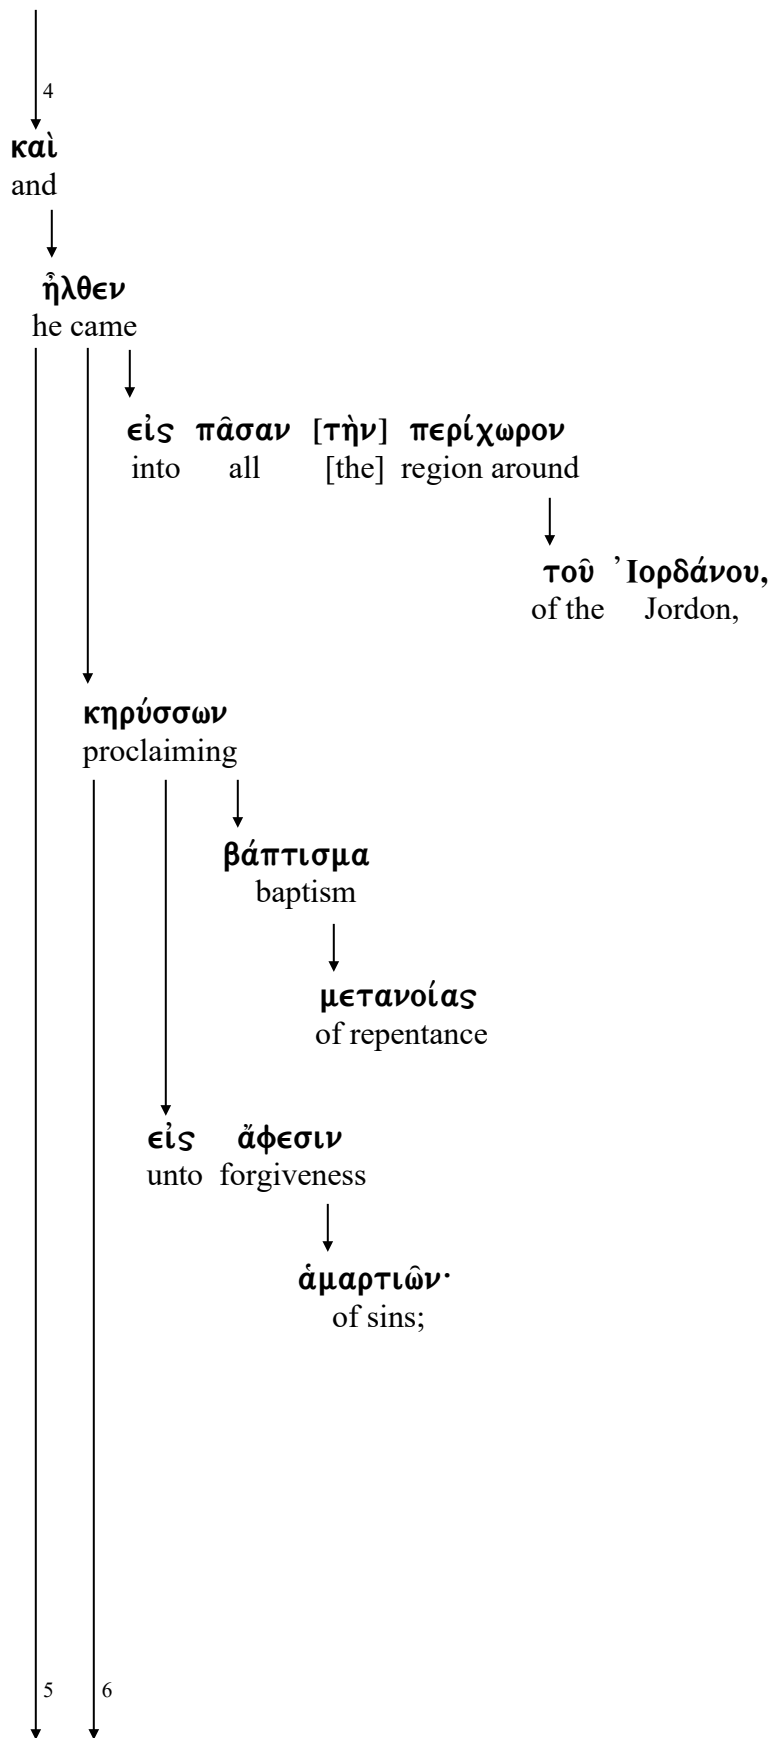 4
καὶ
and
ἦλθεν
he came
εἰς πᾶσαν [τὴν] περίχωρον
into all [the] region around
τοῦ Ἰορδάνου,
of the Jordon,
κηρύσσων
proclaiming
βάπτισμα
baptism
μετανοίας
of repentance
εἰς ἄφεσιν
unto forgiveness
ἁμαρτιῶν·
of sins;
5 6